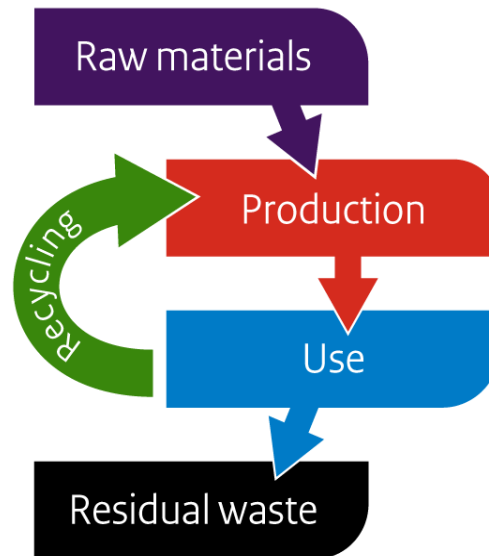 Raw materials
Production
Recycling
Use
Residual waste